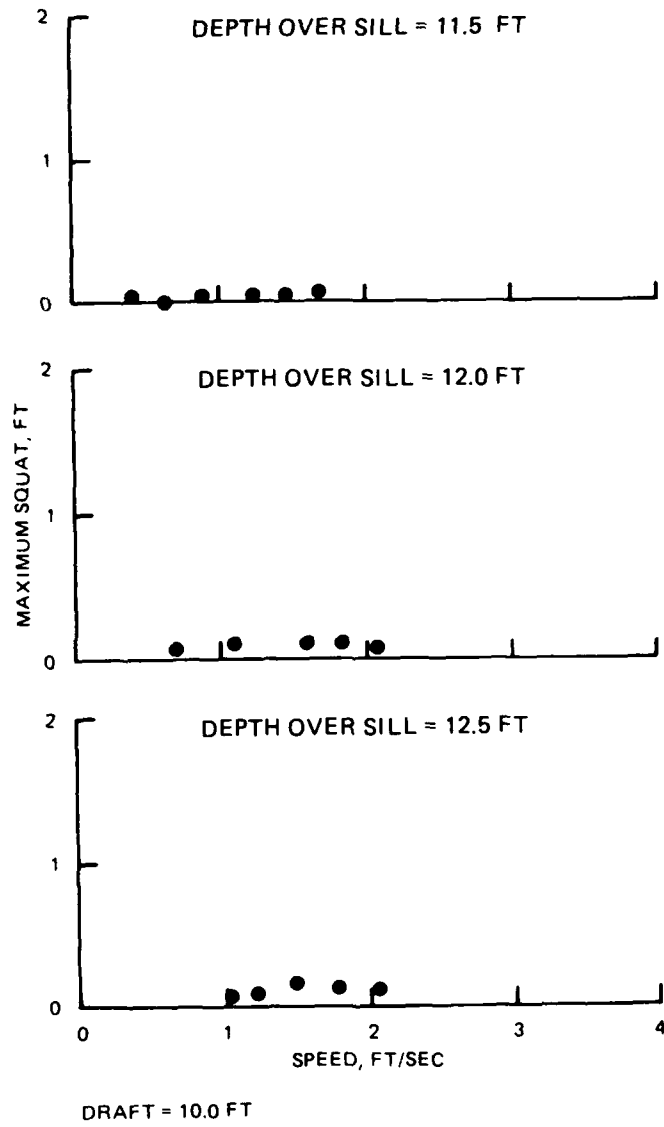 2
DEPTH OVER SILL = 11.5 FT
1
0
2
DEPTH OVER SILL = 12.0 FT
MAXIMUM SQUAT, FT
1
0
2
DEPTH OVER SILL = 12.5 FT
1
0
0 1 2 3 4
SPEED, FT/SEC
DRAFT = 10.0 FT